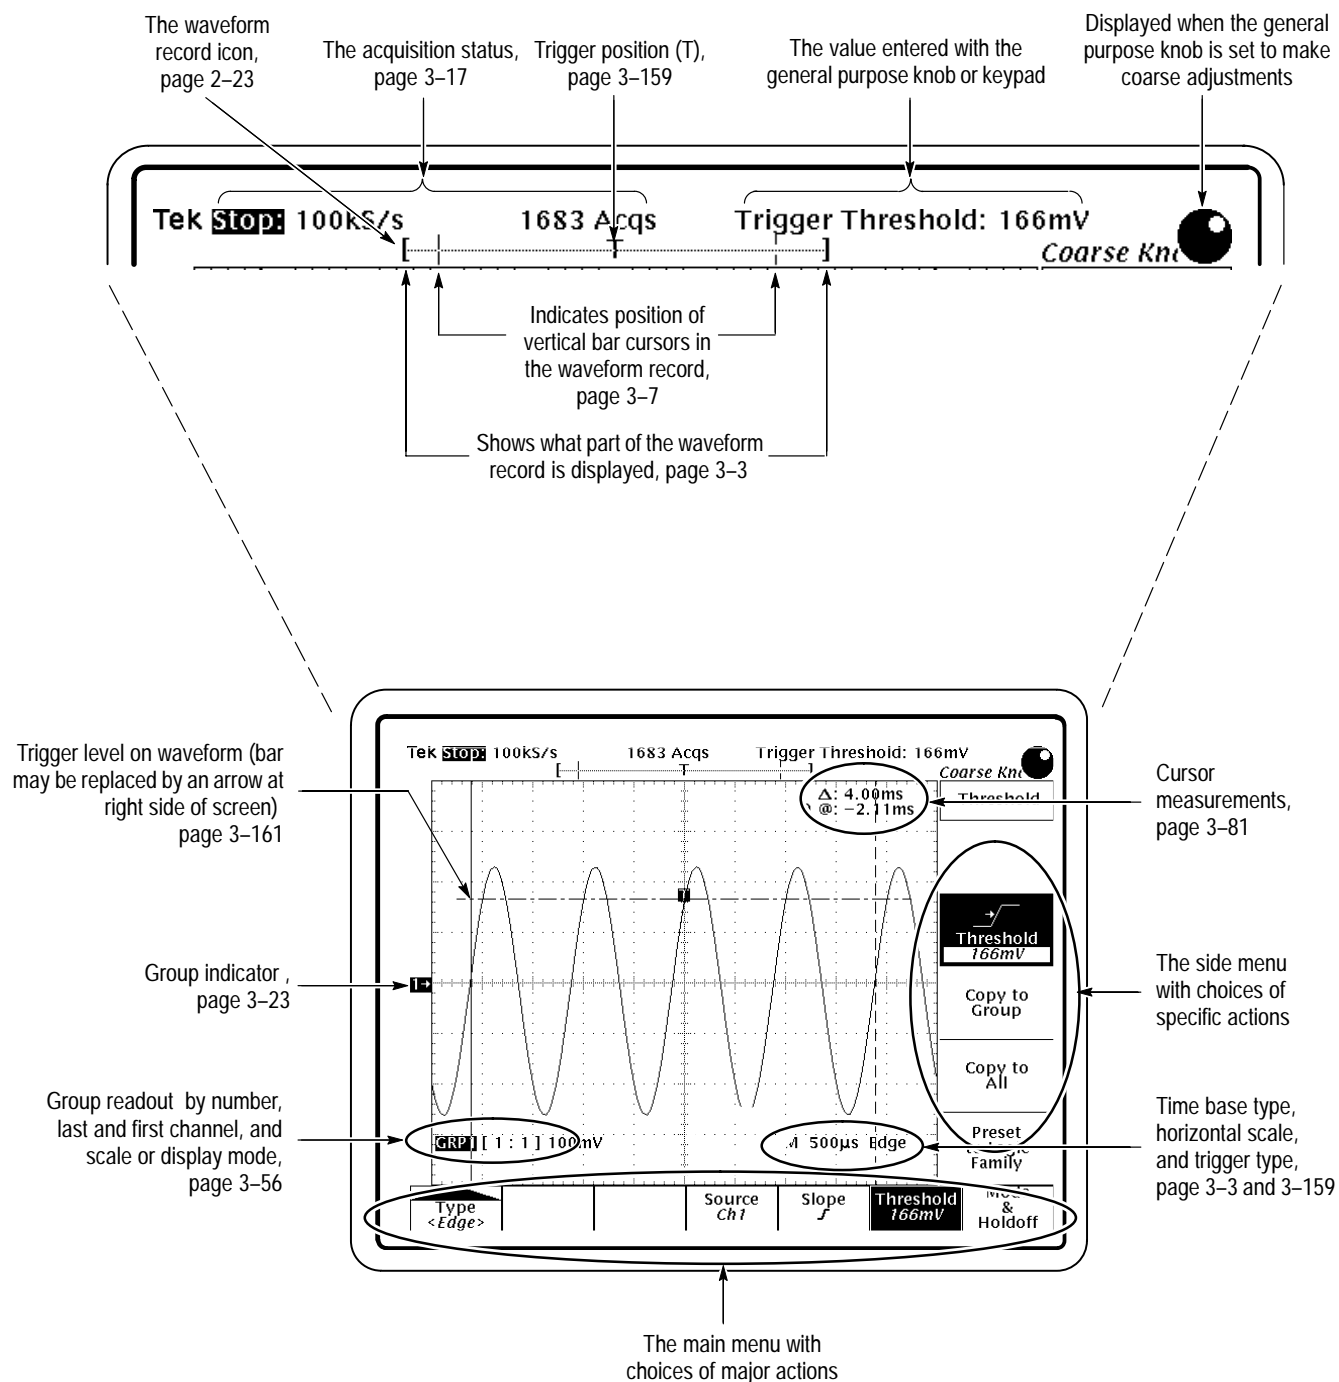 The waveform
record icon,
page 2–23
The acquisition status,
page 3–17
Trigger position (T),
page 3–159
The value entered with the
general purpose knob or keypad
Displayed when the general
purpose knob is set to make
coarse adjustments
Tek Stop: 100kS/s
1683 Acqs
Trigger Threshold: 166mV
[ T ]
Coarse Kn
Indicates position of
vertical bar cursors in
the waveform record,
page 3–7
Shows what part of the waveform
record is displayed, page 3–3
Trigger level on waveform (bar
may be replaced by an arrow at
right side of screen)
page 3–161
Group indicator ,
page 3–23
Group readout by number,
last and first channel, and
scale or display mode,
page 3–56
Tek Stop: 100kS/s
1683 Acqs
Trigger Threshold: 166mV
[ T ]
Coarse Kn
Δ: 4.00ms
@: −2.11ms
Threshold
T
1→
Threshold
166mV
Copy to
Group
Copy to
All
Preset
Family
GRP1 [ 1 : 1 ] 100mV
M 500µs Edge
Type
<Edge>
Source
Ch1
Slope
Threshold
166mV
Mode
&
Holdoff
Cursor
measurements,
page 3–81
The side menu
with choices of
specific actions
Time base type,
horizontal scale,
and trigger type,
page 3–3 and 3–159
The main menu with
choices of major actions